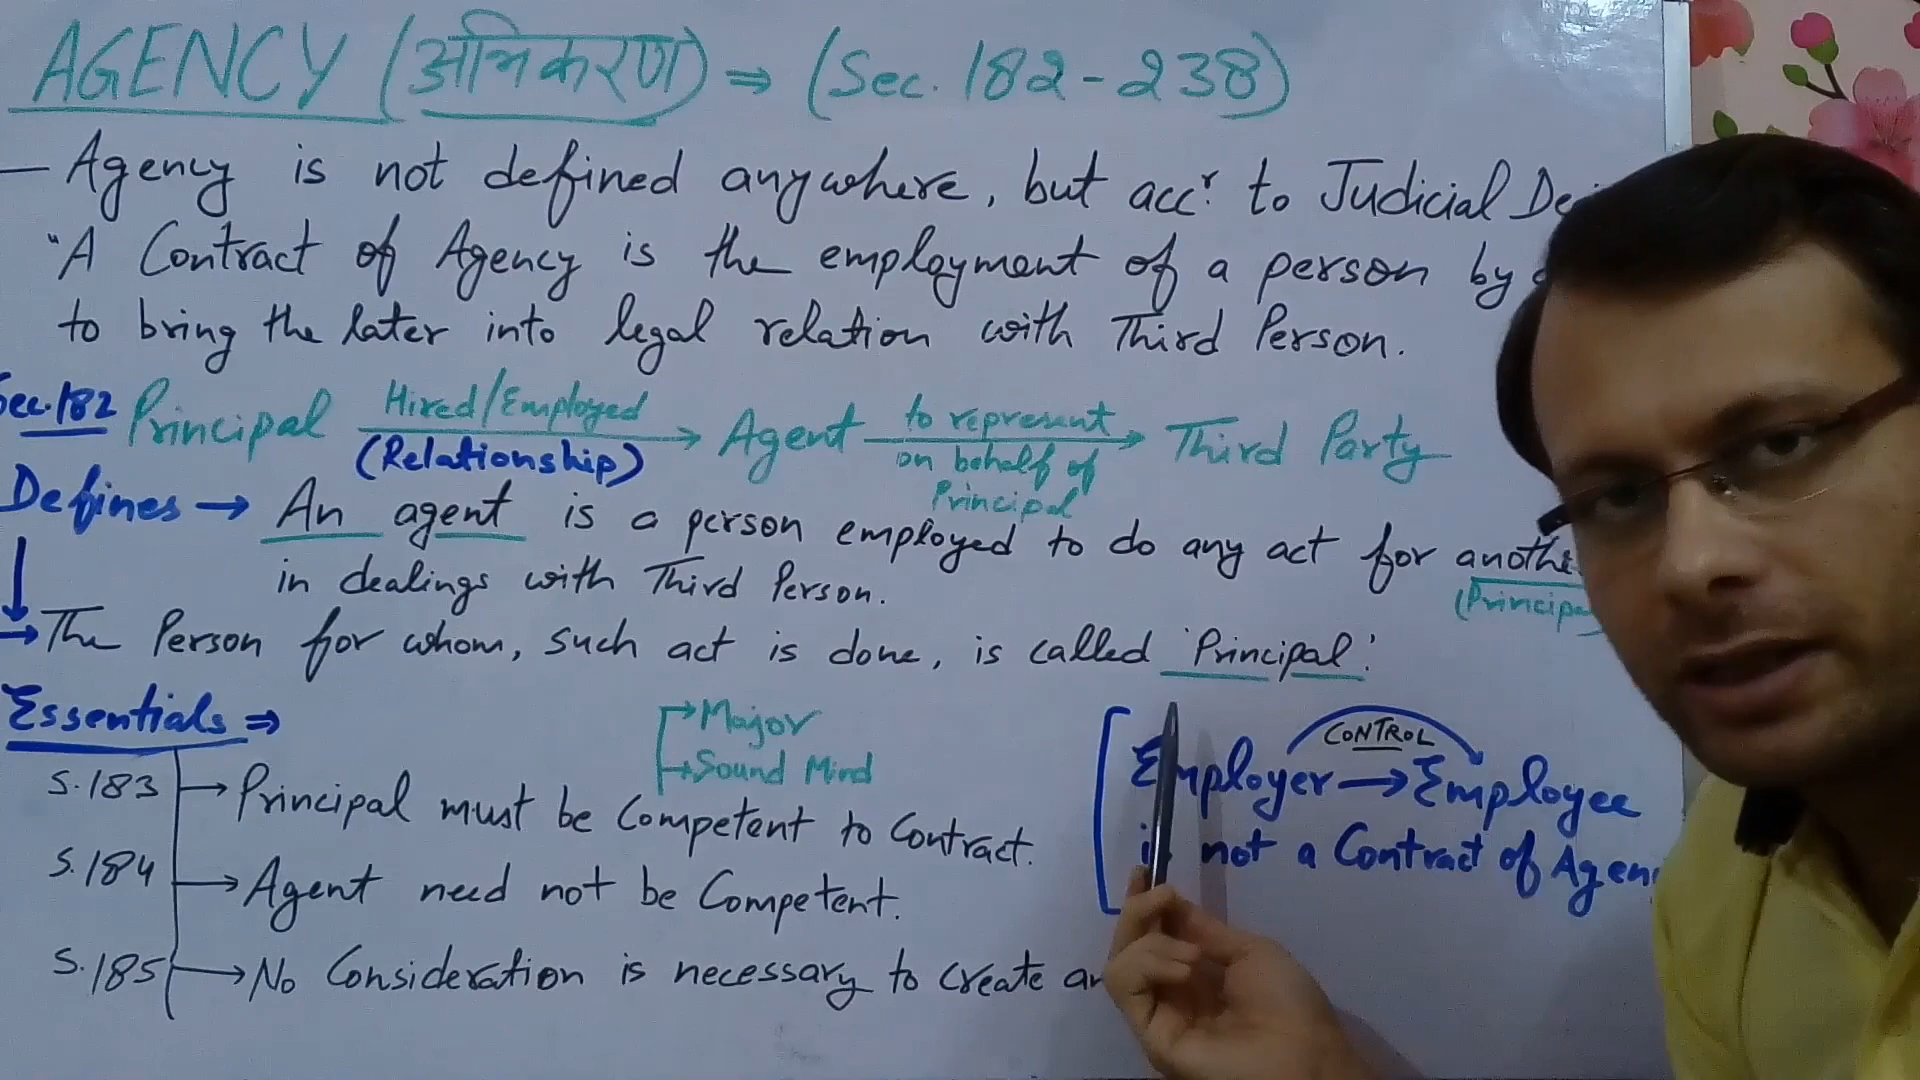 AGENCY (अभिकरण) ⇒ (Sec. 182-238)
— Agency is not defined anywhere, but accr to Judicial
"A Contract of Agency is the employment of a person by
to bring the later into legal relation with Third Person.
Sec.182 Principal Hired/Employed (Relationship) → Agent to represent on behalf of Principal → Third Party
Defines → An agent is a person employed to do any act for
(Principal
in dealings with Third Person.
→ The Person for whom, such act is done, is called 'Principal'.
Essentials ⇒
→ Major
→ Sound Mind
S.183 → Principal must be Competent to Contract.
S.184 → Agent need not be Competent.
S.185 → No Consideration is necessary to create
CONTROL
Employer → Employee
is not a Contract of